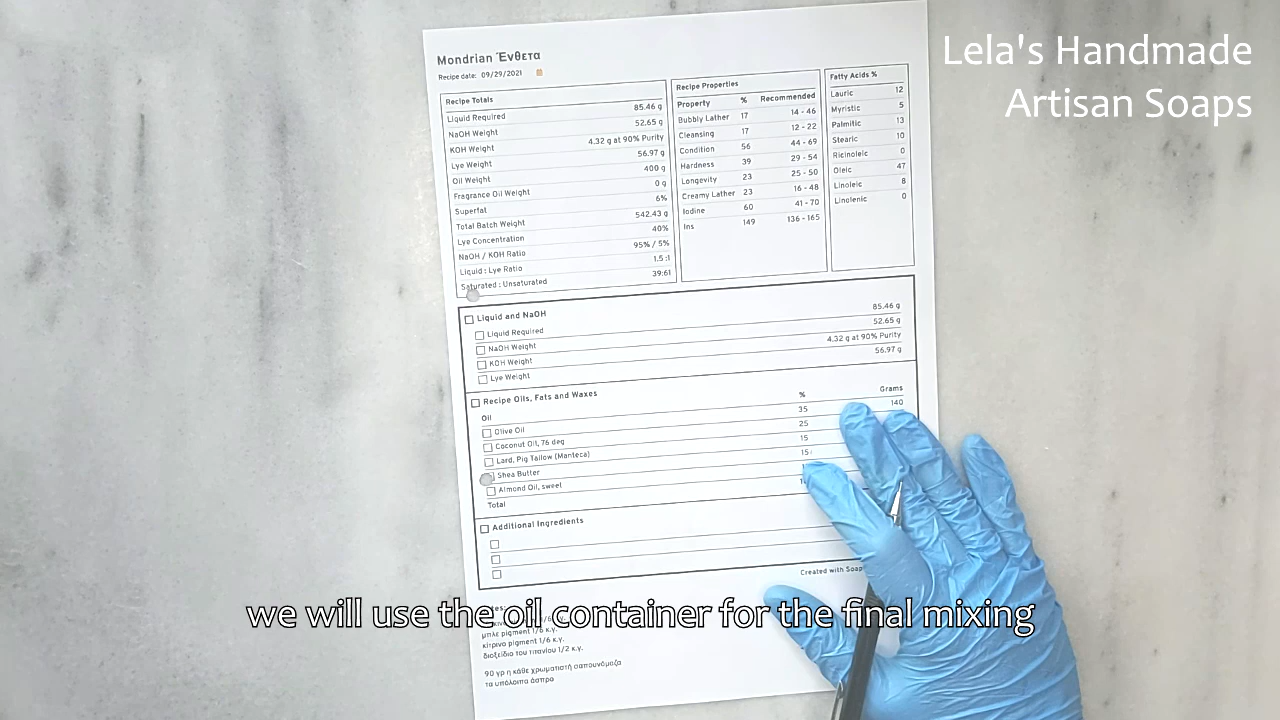 Lela's Handmade
Artisan Soaps
Mondrian Ένθετα
Recipe date: 09/29/2021
Recipe Totals
Liquid Required 85.46 g
NaOH Weight 52.65 g
KOH Weight 4.32 g at 90% Purity
Lye Weight 56.97 g
Oil Weight 400 g
Fragrance Oil Weight 0 g
Superfat 6%
Total Batch Weight 542.43 g
Lye Concentration 40%
NaOH / KOH Ratio 95% / 5%
Liquid : Lye Ratio 1.5 :1
Saturated : Unsaturated 39:61
Recipe Properties
Property % Recommended
Bubbly Lather 17 14 - 46
Cleansing 17 12 - 22
Condition 56 44 - 69
Hardness 39 29 - 54
Longevity 23 25 - 50
Creamy Lather 23 16 - 48
Iodine 60 41 - 70
Ins 149 136 - 165
Fatty Acids %
Lauric 12
Myristic 5
Palmitic 13
Stearic 10
Ricinoleic 0
Oleic 47
Linoleic 8
Linolenic 0
Liquid and NaOH
Liquid Required 85.46 g
NaOH Weight 52.65 g
KOH Weight 4.32 g at 90% Purity
Lye Weight 56.97 g
Recipe Oils, Fats and Waxes
Oil % Grams
Olive Oil 35 140
Coconut Oil, 76 deg 25
Lard, Pig Tallow (Manteca) 15
Shea Butter 15
Almond Oil, sweet
Total
Additional Ingredients
Created with
we will use the oil container for the final mixing
μπλε pigment 1/6 κ.γ.
κίτρινο pigment 1/6 κ.γ.
διοξείδιο του τιτανίου 1/2 κ.γ.
90 γρ η κάθε χρωματιστή σαπουνόμαζα
τα υπόλοιπα άσπρα